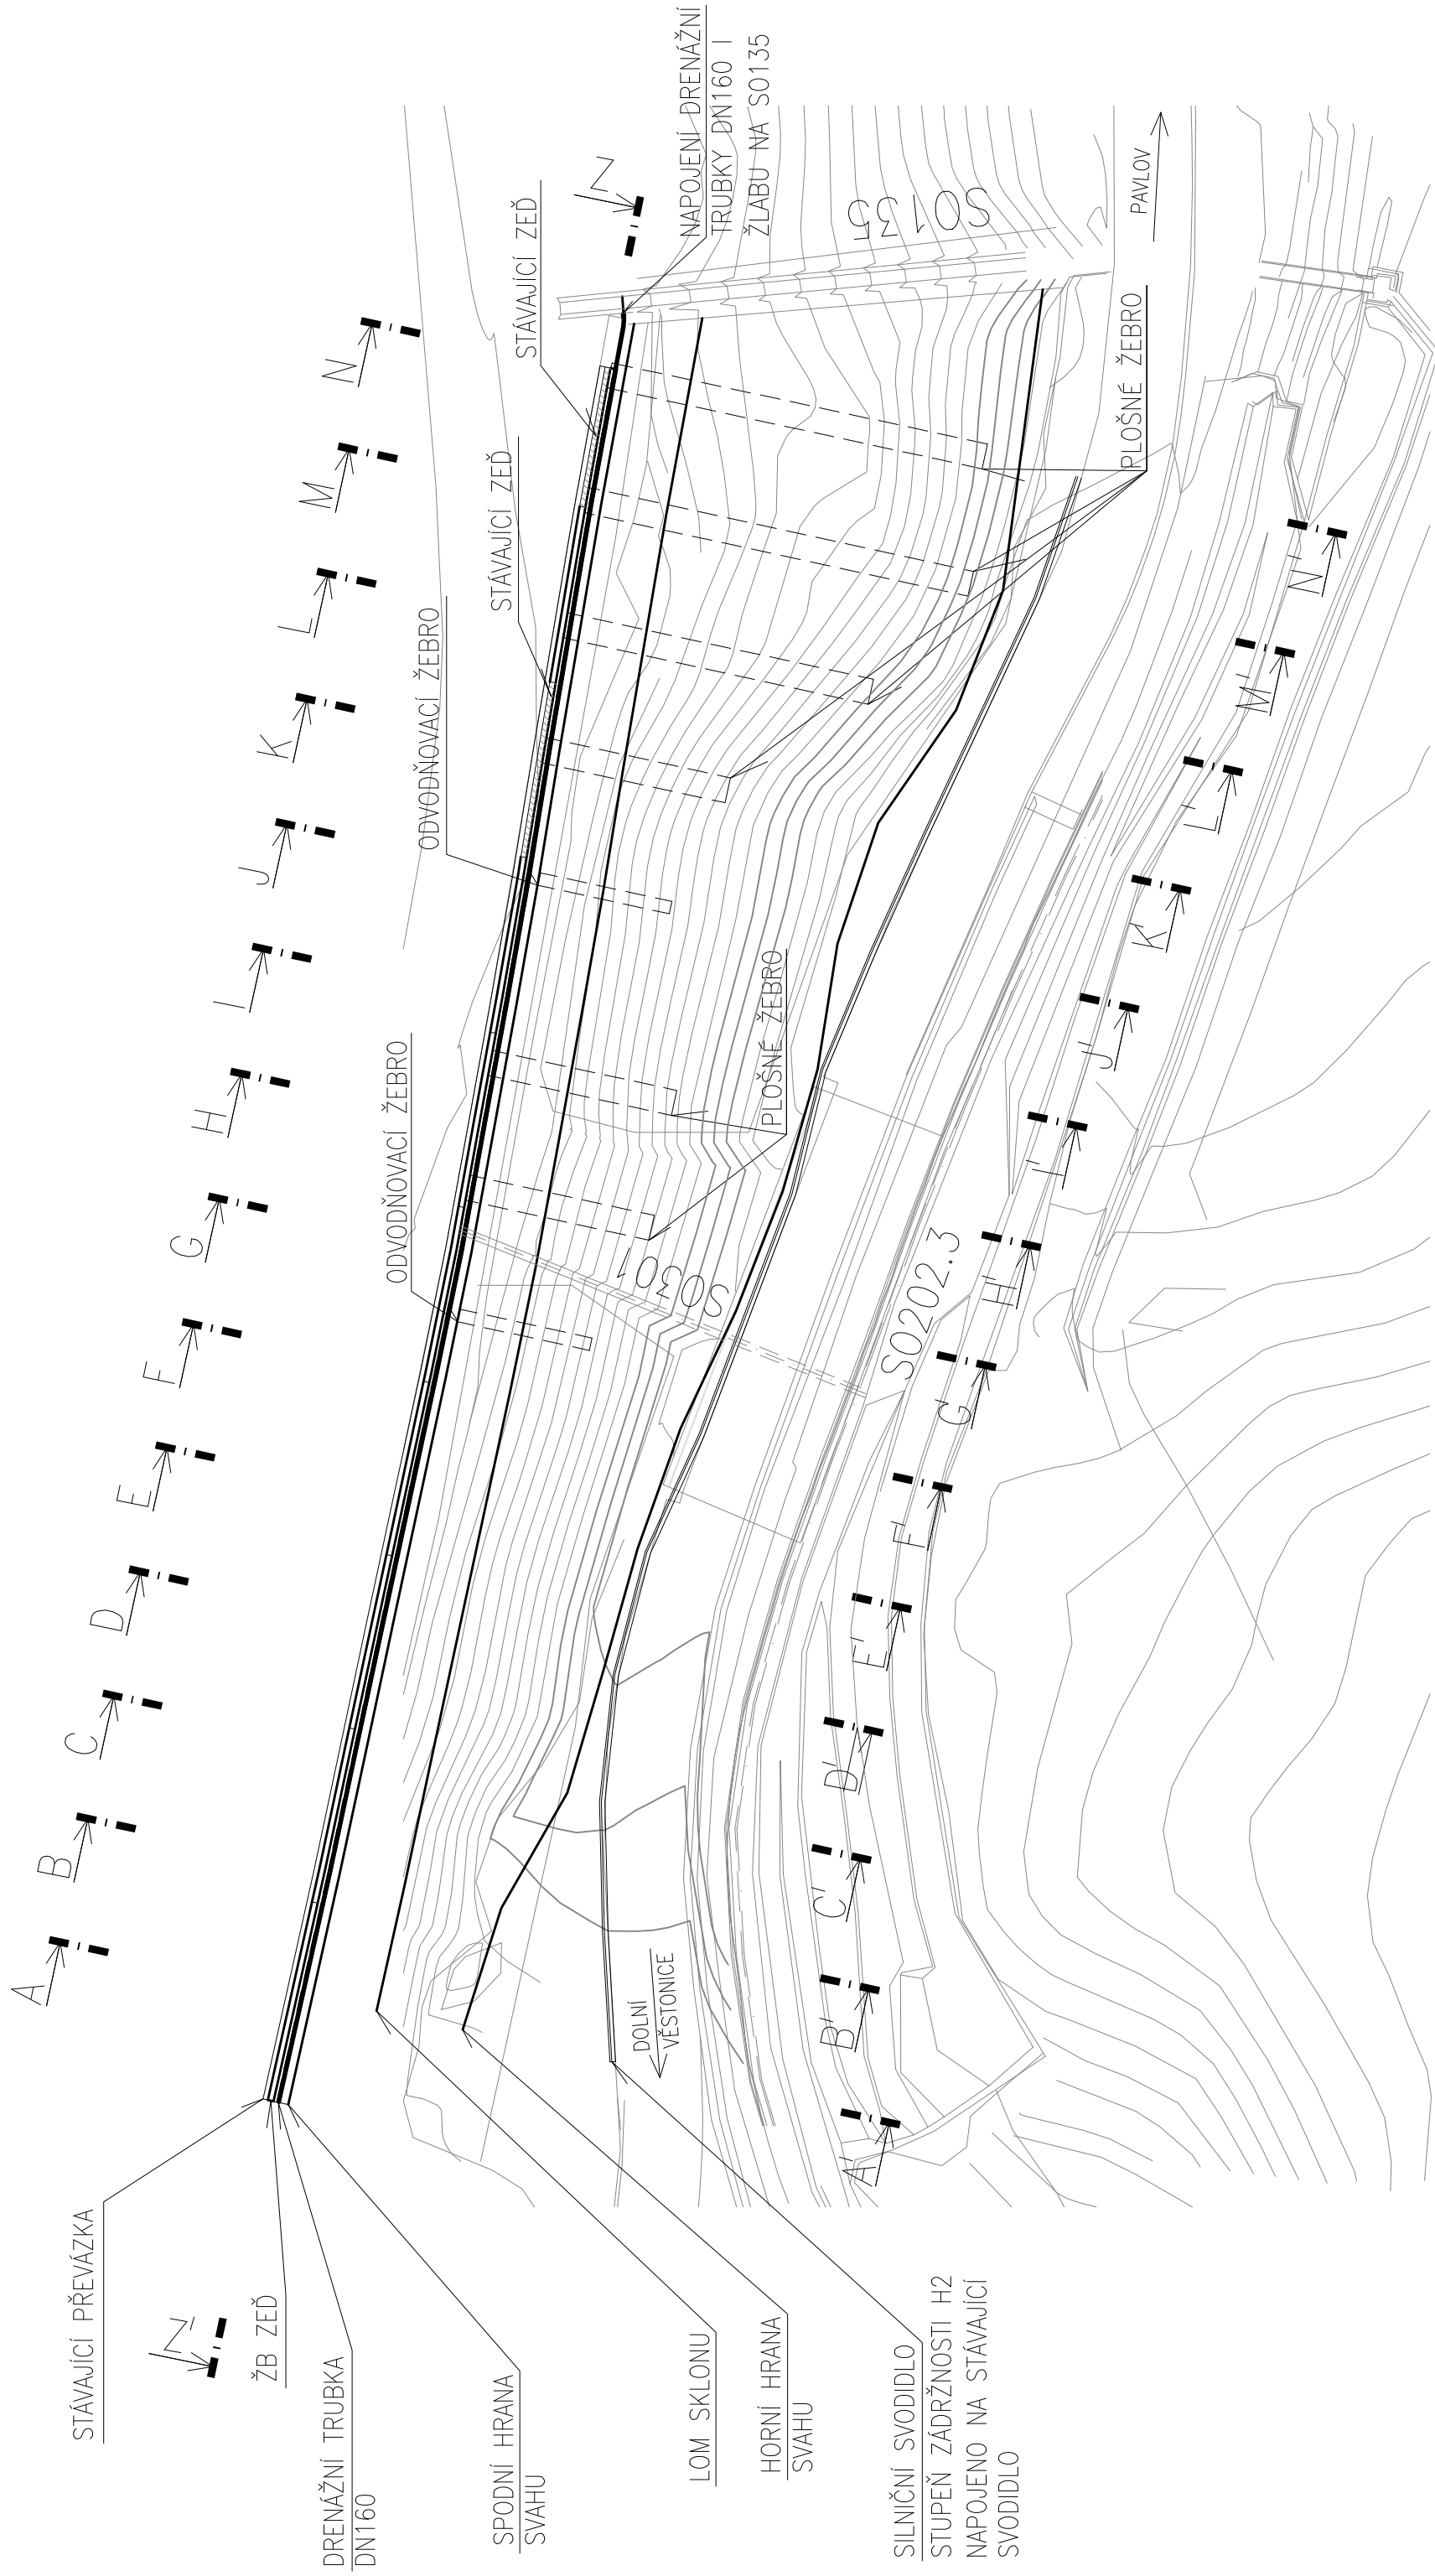 STÁVAJÍCÍ PŘEVÁZKA
Z'
ŽB ZEĎ
DRENÁŽNÍ TRUBKA
DN160
SPODNÍ HRANA
SVAHU
LOM SKLONU
HORNÍ HRANA
SVAHU
SILNIČNÍ SVODIDLO
STUPEŇ ZÁDRŽNOSTI H2
NAPOJENO NA STÁVAJÍCÍ
SVODIDLO
A
B
C
D
E
F
G
H
I
J
K
L
M
N
ODVODŇOVACÍ ŽEBRO
ODVODŇOVACÍ ŽEBRO
STÁVAJÍCÍ ZEĎ
STÁVAJÍCÍ ZEĎ
Z
NAPOJENÍ DRENÁŽNÍ
TRUBKY DN160 I
ŽLABU NA SO135
SO135
PAVLOV
PLOŠNÉ ŽEBRO
PLOŠNÉ ŽEBRO
SO301
SO202.3
DOLNÍ
VĚSTONICE
A'
B'
C'
D'
E'
F'
G'
H'
I'
J'
K'
L'
M'
N'